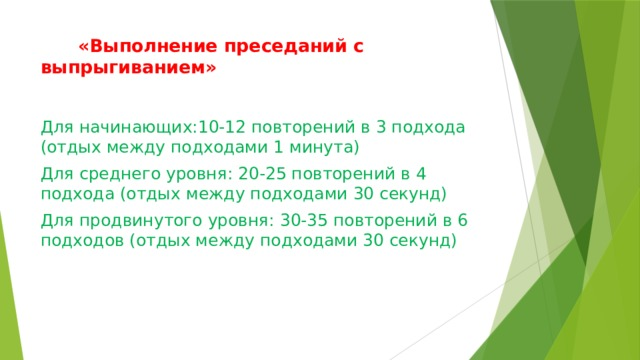 «Выполнение преседаний с
выпрыгиванием»
Для начинающих:10-12 повторений в 3 подхода
(отдых между подходами 1 минута)
Для среднего уровня: 20-25 повторений в 4
подхода (отдых между подходами 30 секунд)
Для продвинутого уровня: 30-35 повторений в 6
подходов (отдых между подходами 30 секунд)